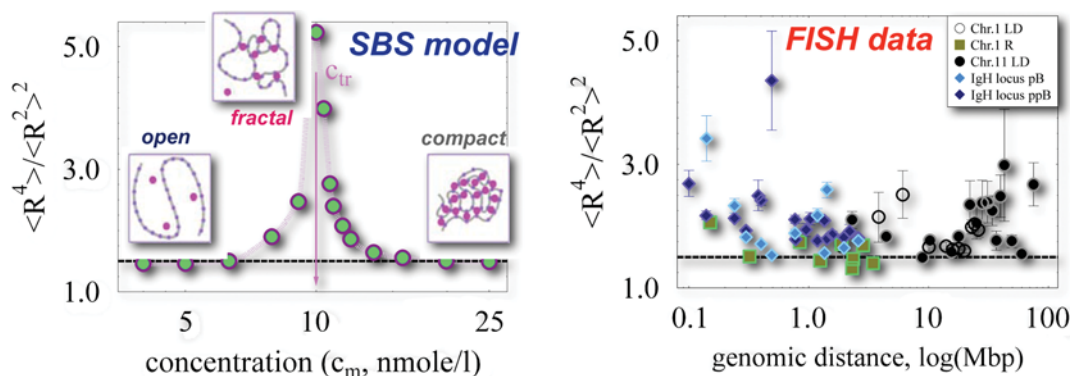 SBS model
<R⁴>/<R²>²
5.0
3.0
1.0
open
fractal
c_tr
compact
5
10
25
concentration (c_m, nmole/l)
FISH data
<R⁴>/<R²>²
5.0
3.0
1.0
Chr.1 LD
Chr.1 R
Chr.11 LD
IgH locus pB
IgH locus ppB
0.1
1.0
10
100
genomic distance, log(Mbp)